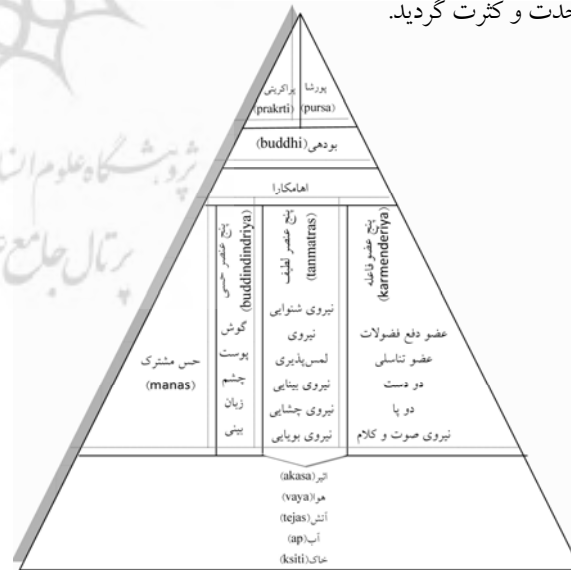 حدت و کثرت گردید.
پورشا
(pursa)
پراکریتی
(prakrti)
بودهی(buddhi)
اهامکارا
پنج عضو فاعله
(karmenderiya)
عضو دفع فضولات
عضو تناسلی
دو دست
دو پا
نیروی صوت و کلام
پنج عنصر لطیف
(tanmatras)
نیروی شنوایی
نیروی
لمس‌پذیری
نیروی بینایی
نیروی چشایی
نیروی بویایی
پنج عنصر حسی
(buddindindriya)
گوش
پوست
چشم
زبان
بینی
حس مشترک
(manas)
اثیر(akasa)
هوا(vaya)
آتش(tejas)
آب(ap)
خاک(ksiti)